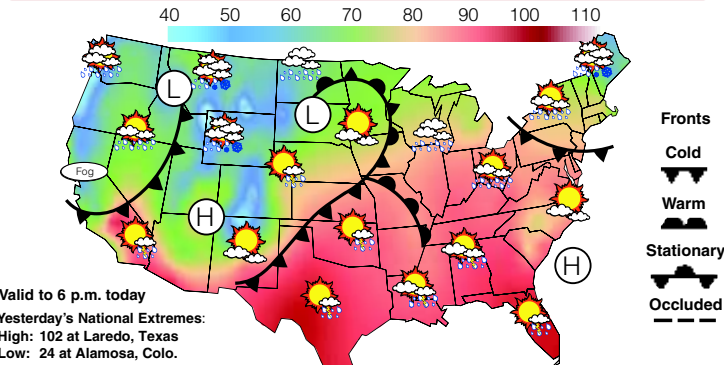 40 50 60 70 80 90 100 110
L
L
Fog
H
H
Fronts
Cold
Warm
Stationary
Occluded
Valid to 6 p.m. today
Yesterday's National Extremes:
High: 102 at Laredo, Texas
Low: 24 at Alamosa, Colo.